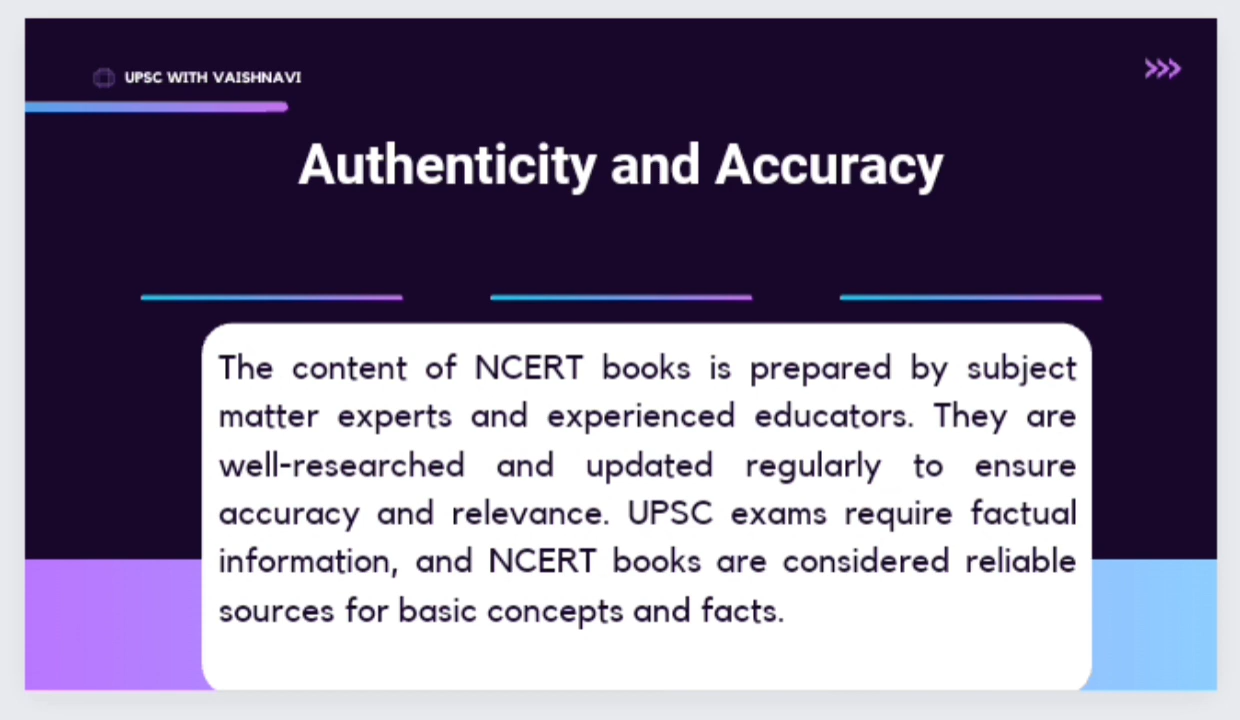 UPSC WITH VAISHNAVI
Authenticity and Accuracy
The content of NCERT books is prepared by subject
matter experts and experienced educators. They are
well-researched and updated regularly to ensure
accuracy and relevance. UPSC exams require factual
information, and NCERT books are considered reliable
sources for basic concepts and facts.